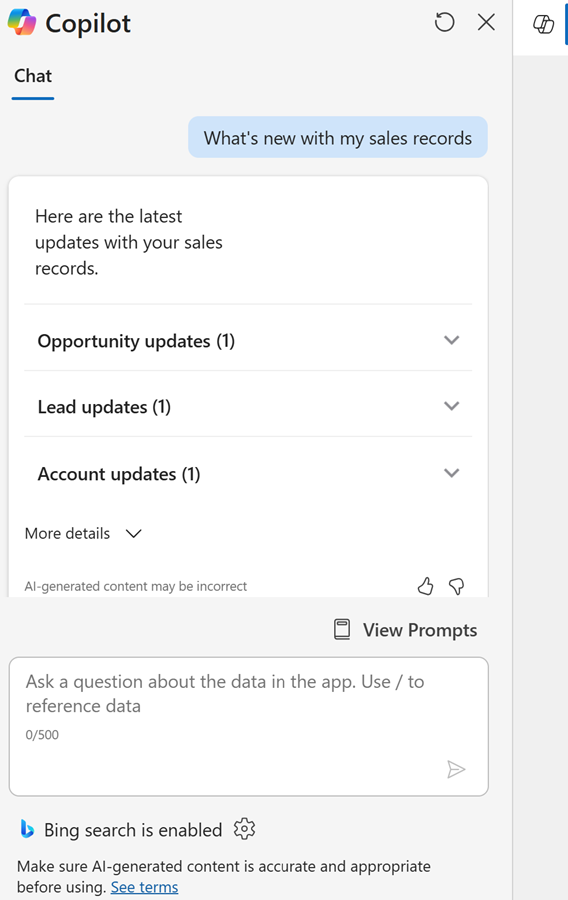 Copilot
Chat
What's new with my sales records
Here are the latest
updates with your sales
records.
Opportunity updates (1)
Lead updates (1)
Account updates (1)
More details
AI-generated content may be incorrect
View Prompts
Ask a question about the data in the app. Use / to
reference data
0/500
Bing search is enabled
Make sure AI-generated content is accurate and appropriate
before using. See terms